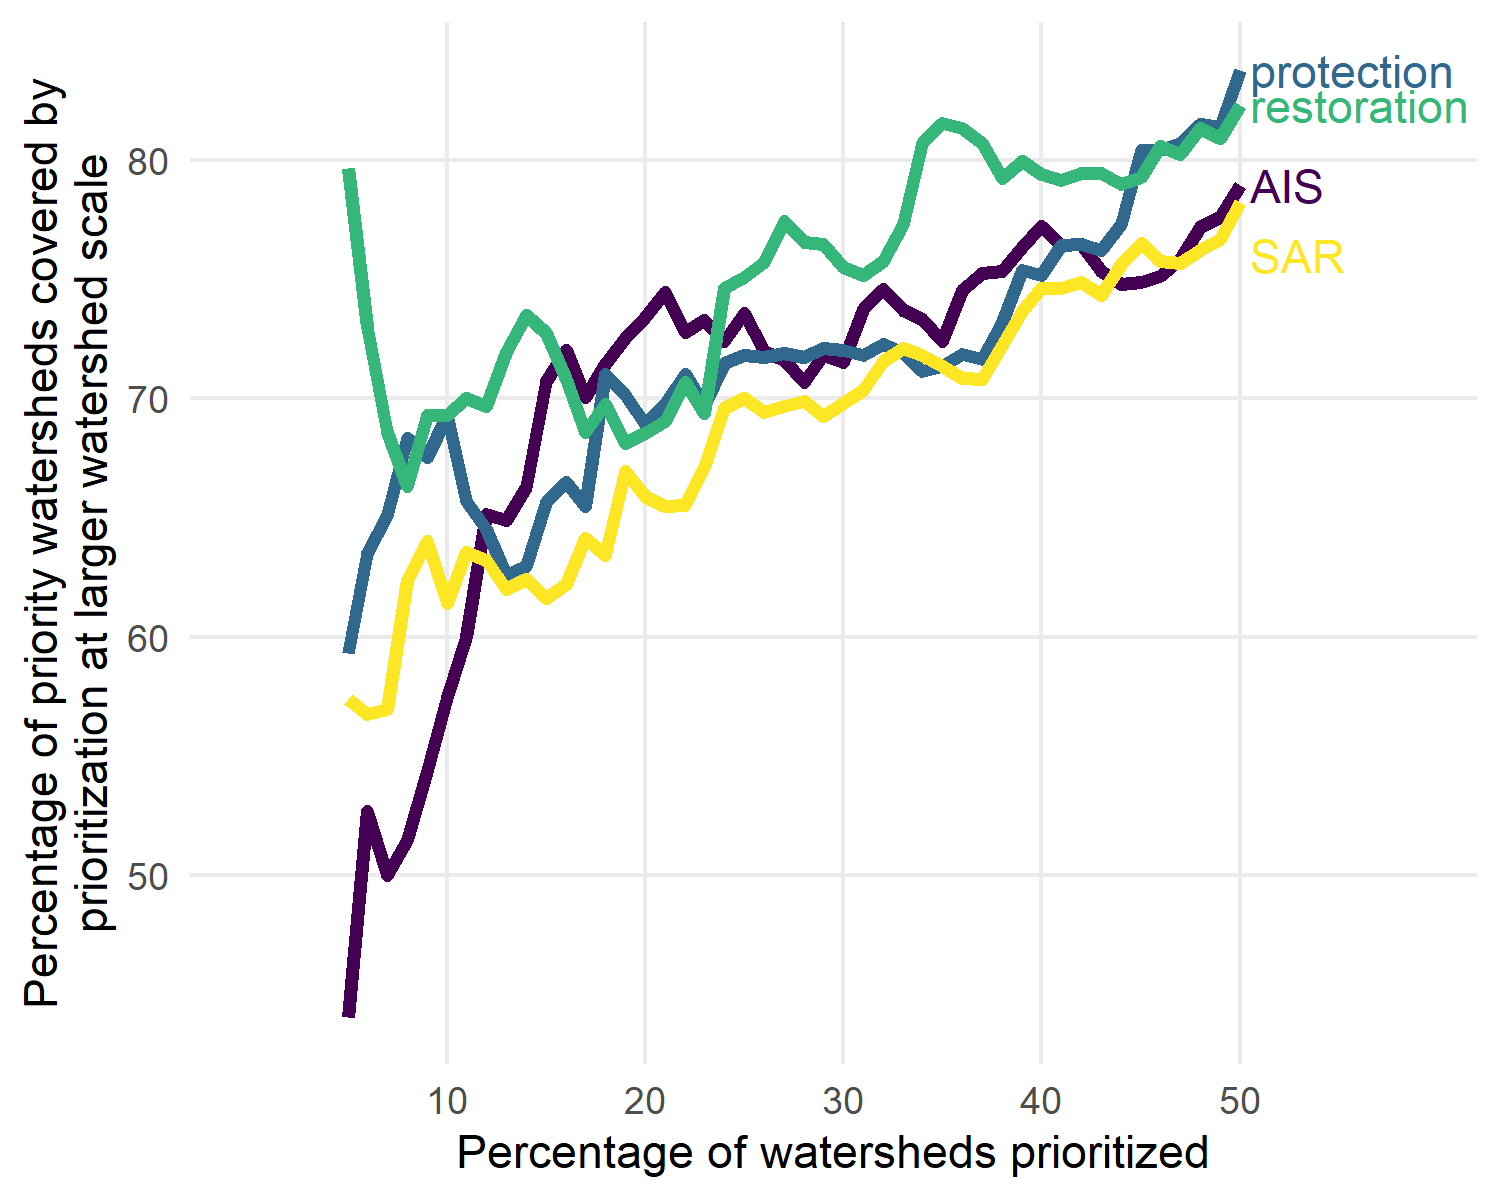 Percentage of priority watersheds covered by
prioritization at larger watershed scale
80
70
60
50
protection
restoration
AIS
SAR
10 20 30 40 50
Percentage of watersheds prioritized